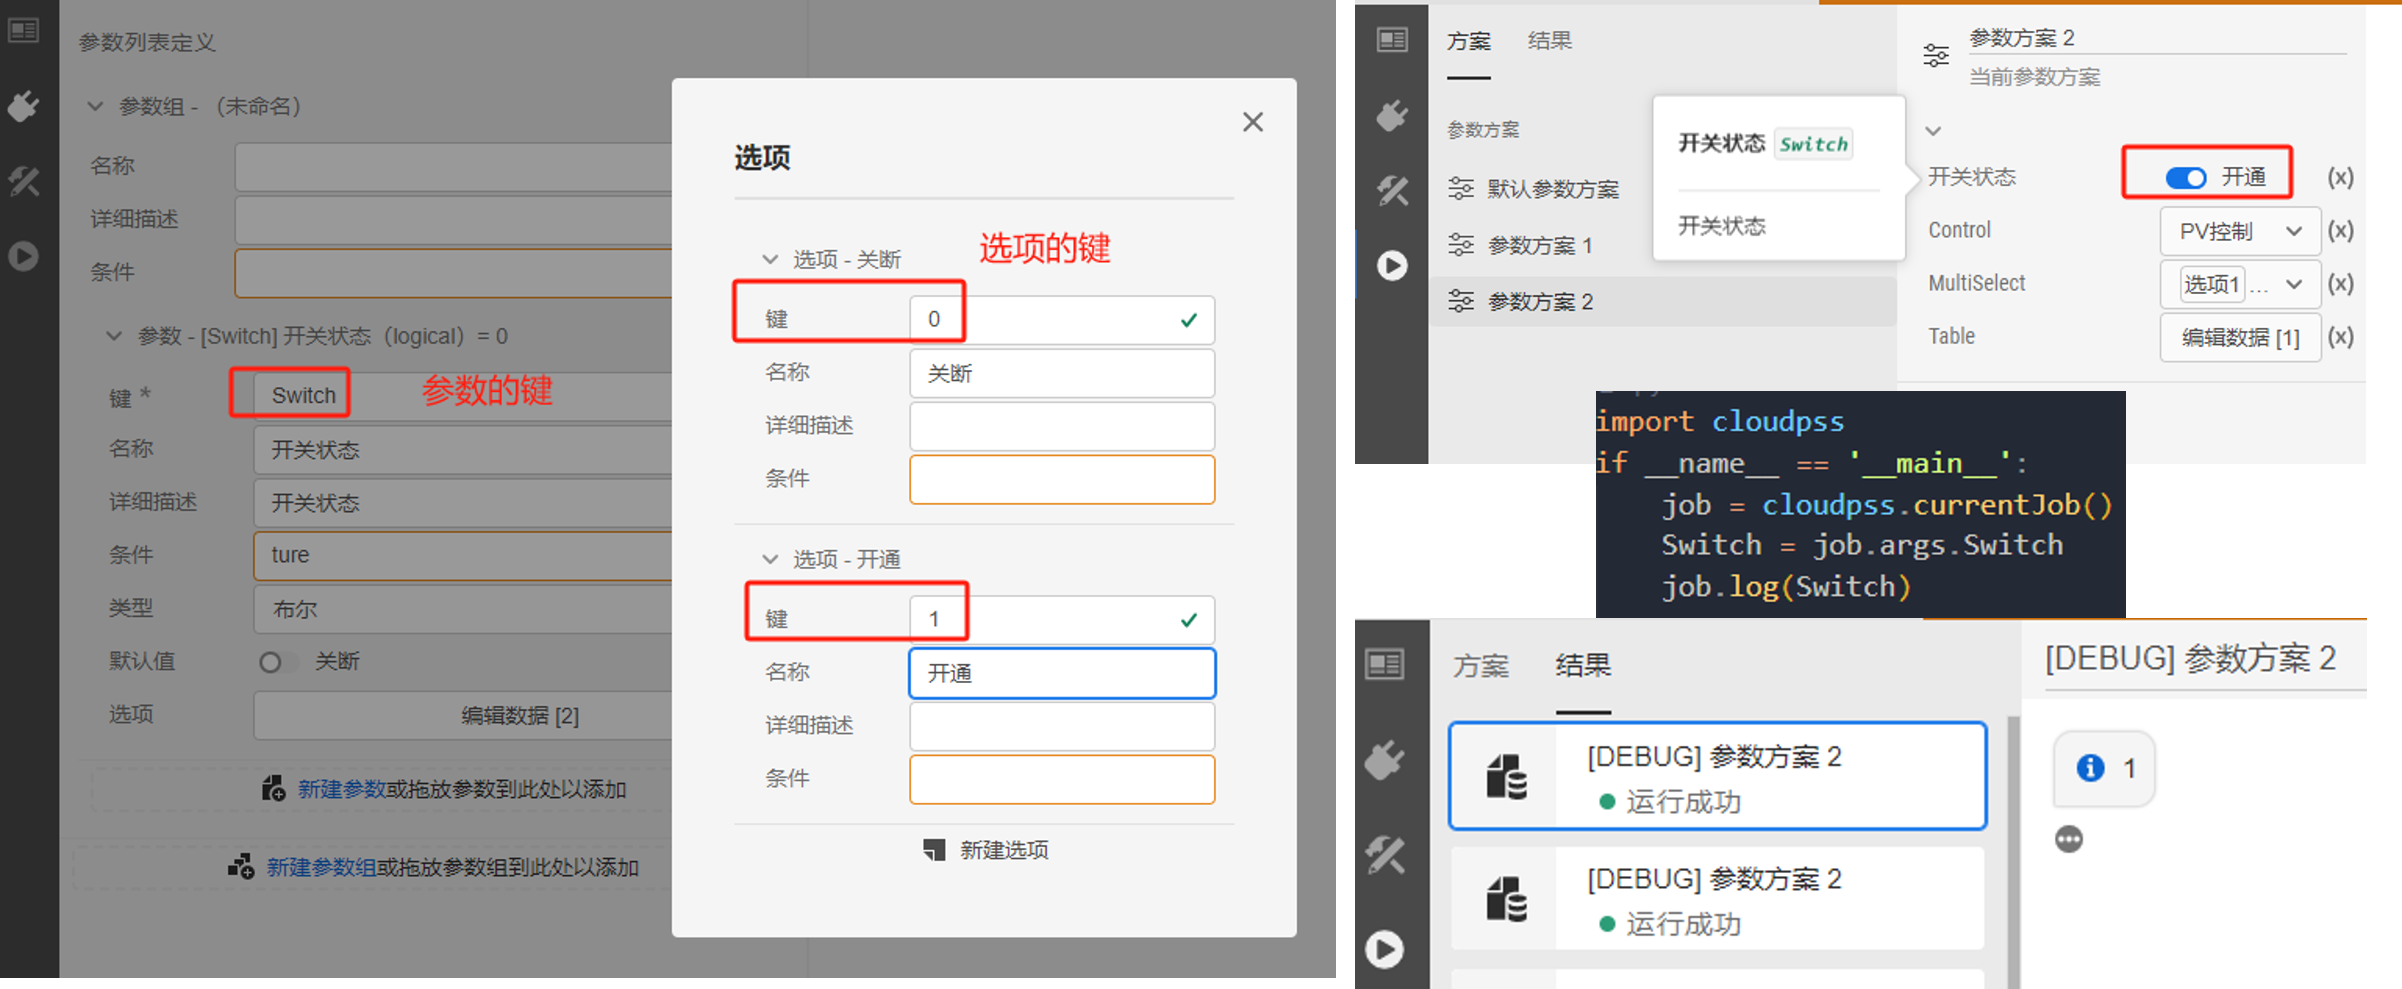 参数列表定义
参数组 - （未命名）
名称
详细描述
条件
参数 - [Switch] 开关状态（logical）= 0
键 * Switch 参数的键
名称 开关状态
详细描述 开关状态
条件 ture
类型 布尔
默认值 关断
选项 编辑数据 [2]
新建参数或拖放参数到此处以添加
新建参数组或拖放参数组到此处以添加
选项
选项 - 关断 选项的键
键 0
名称 关断
详细描述
条件
选项 - 开通
键 1
名称 开通
详细描述
条件
新建选项
方案 结果
参数方案
默认参数方案
参数方案 1
参数方案 2
开关状态 Switch
开关状态
参数方案 2
当前参数方案
开关状态 开通 (x)
Control PV控制 (x)
MultiSelect 选项1 ... (x)
Table 编辑数据 [1] (x)
import cloudpss
if __name__ == '__main__':
job = cloudpss.currentJob()
Switch = job.args.Switch
job.log(Switch)
方案 结果
[DEBUG] 参数方案 2
运行成功
[DEBUG] 参数方案 2
运行成功
[DEBUG] 参数方案 2
1